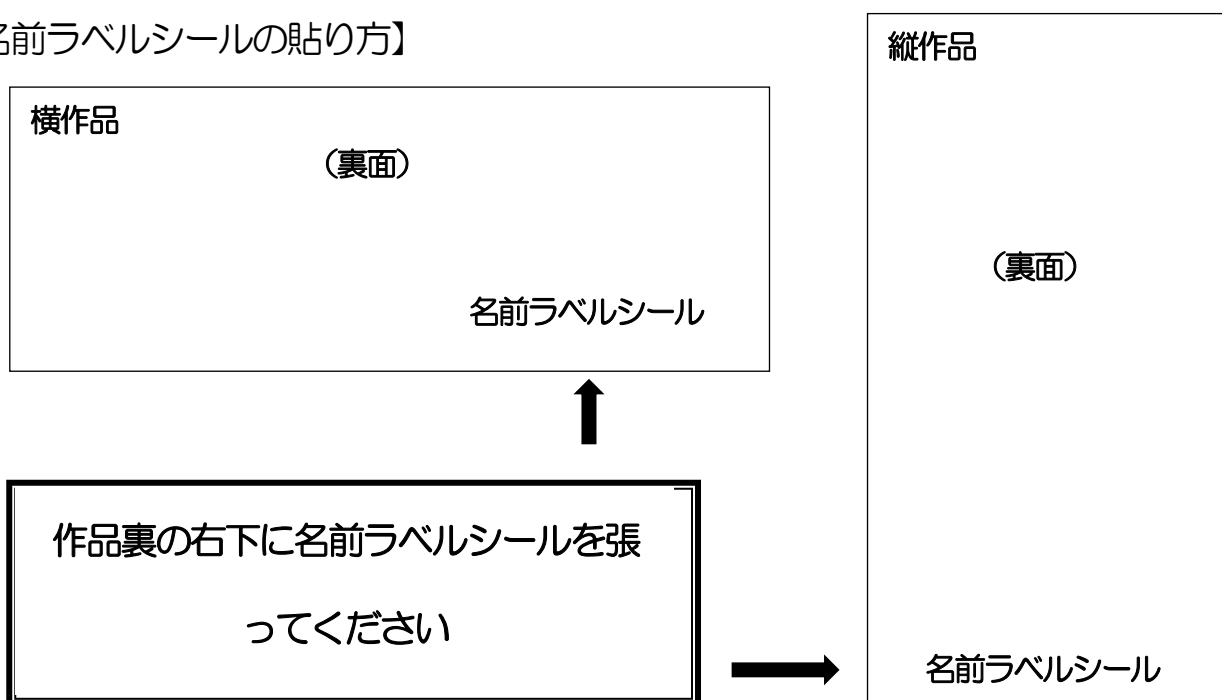 名前ラベルシールの貼り方】
横作品
（裏面）
名前ラベルシール
作品裏の右下に名前ラベルシールを張
ってください
縦作品
（裏面）
名前ラベルシール